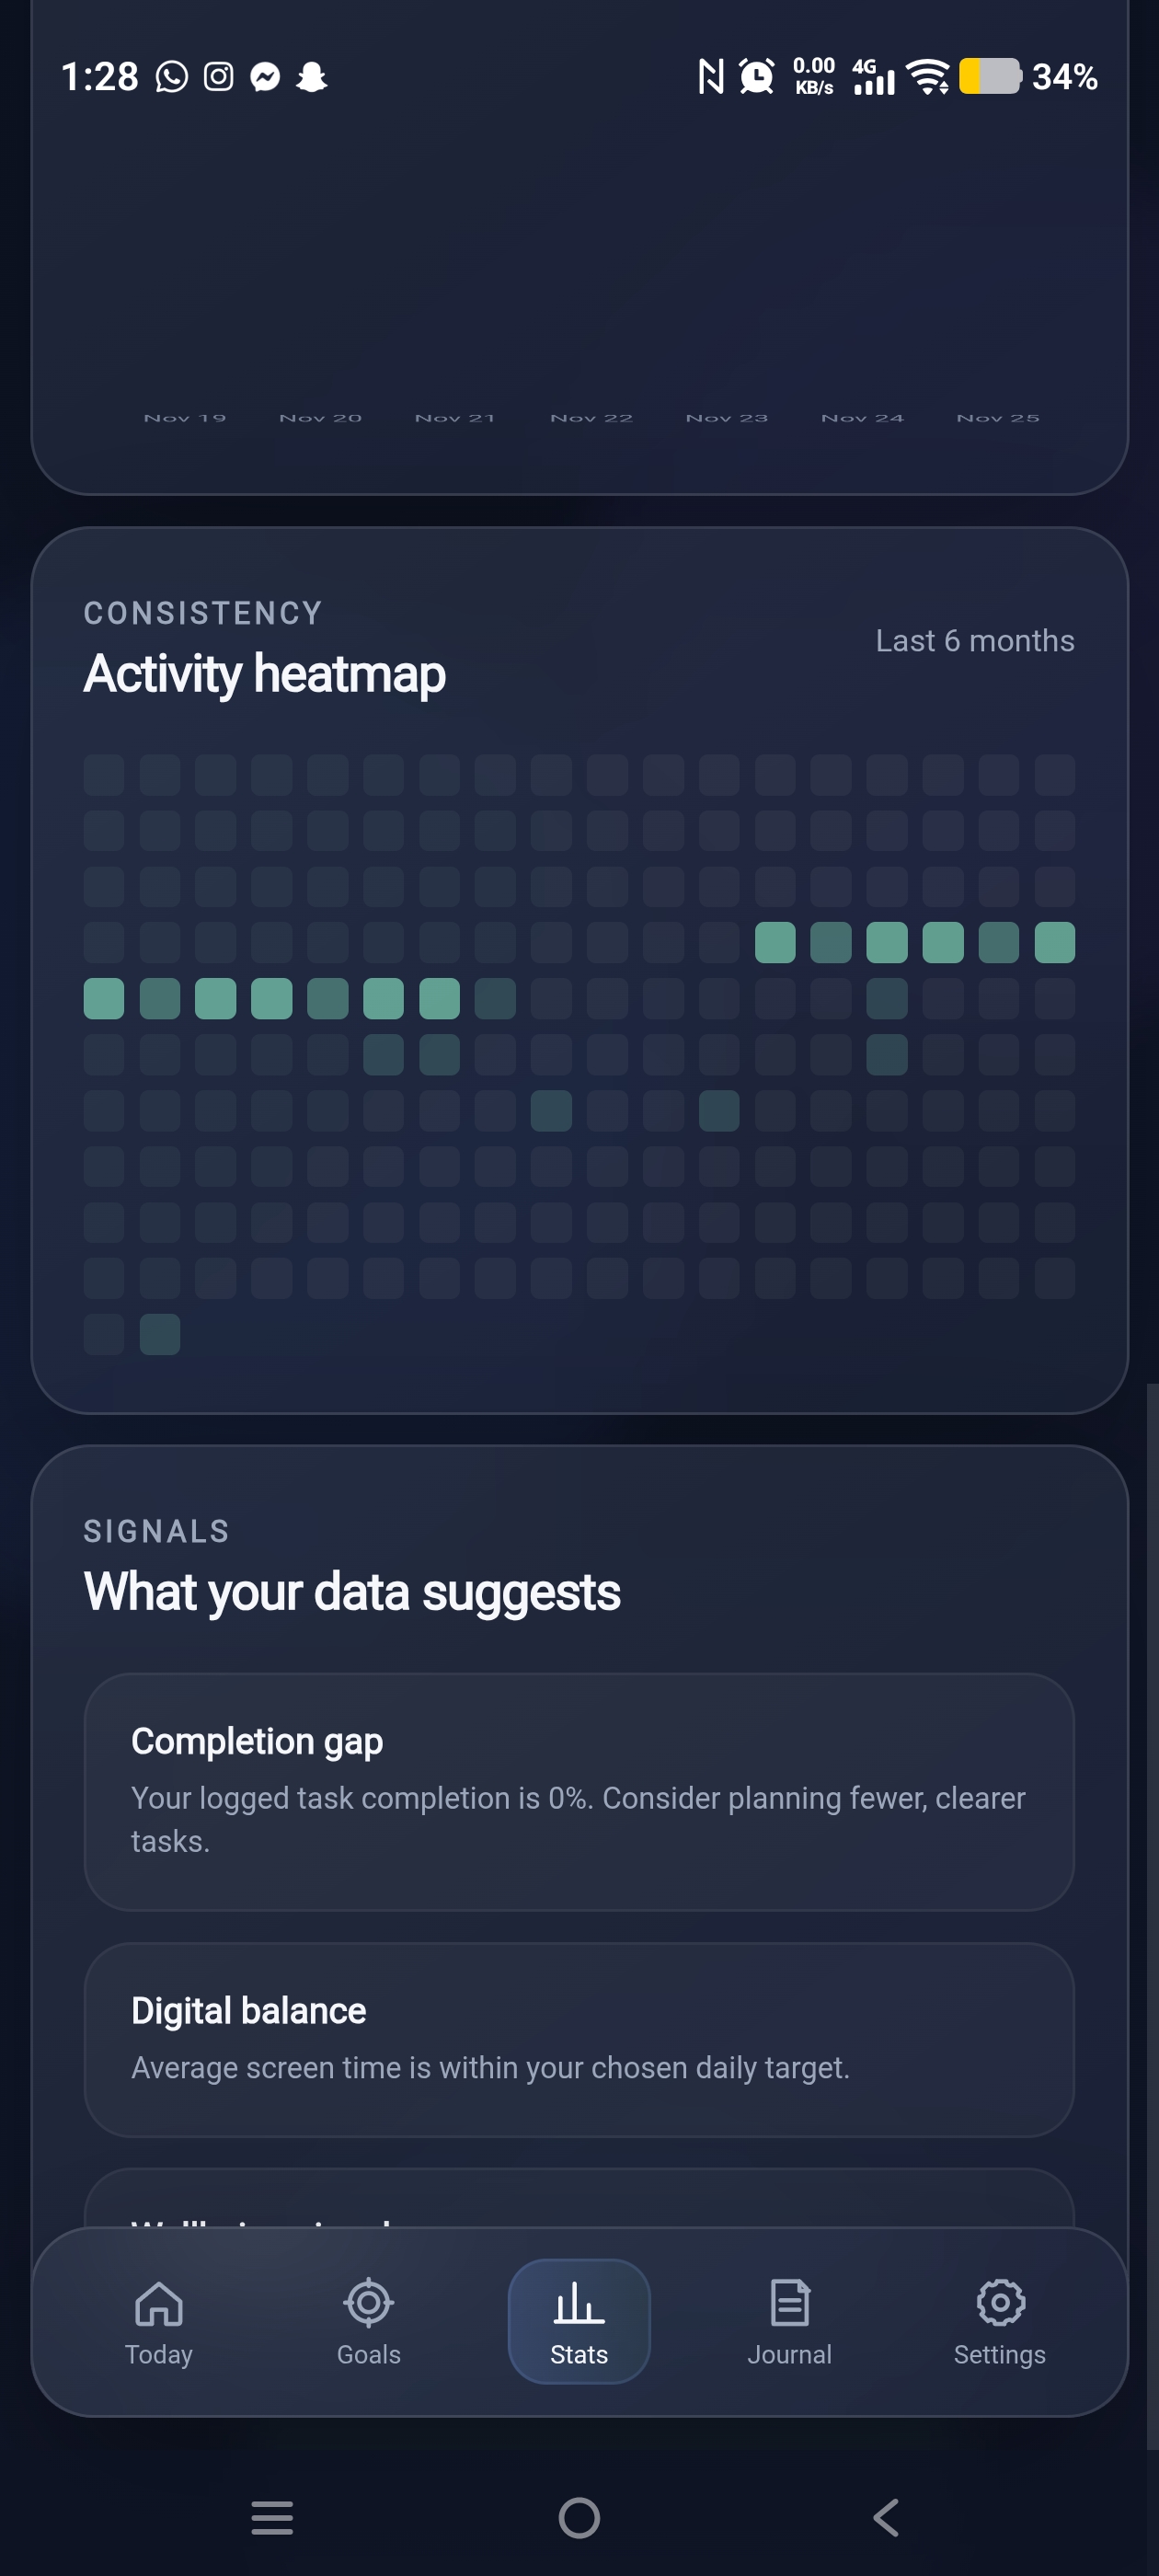 1:28
0.00
KB/s
4G
34%
Nov 19 Nov 20 Nov 21 Nov 22 Nov 23 Nov 24 Nov 25
CONSISTENCY
Activity heatmap
Last 6 months
SIGNALS
What your data suggests
Completion gap
Your logged task completion is 0%. Consider planning fewer, clearer
tasks.
Digital balance
Average screen time is within your chosen daily target.
Today Goals Stats Journal Settings